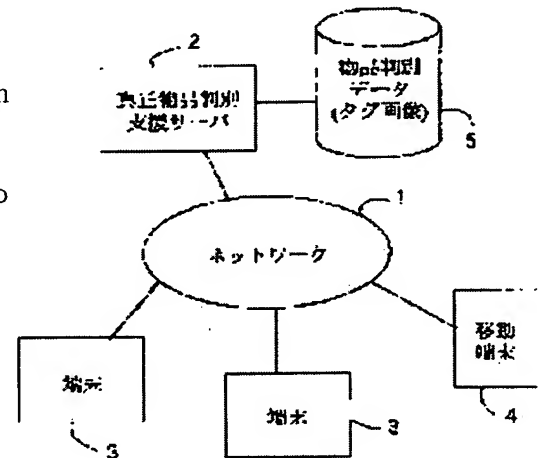 2
真正物品判別
支援サーバ
物品判別
データ
(タグ画像)
5
1
ネットワーク
移動
端末
4
端末
3
端末
3